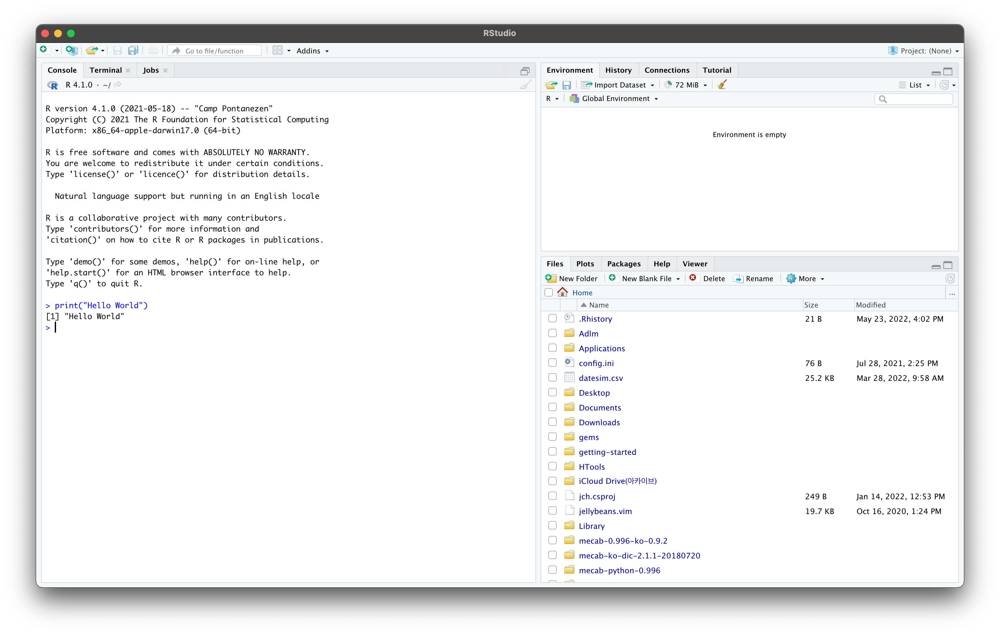 RStudio
Go to file/function
Addins
Project: (None)
Console Terminal Jobs
R 4.1.0 · ~/
R version 4.1.0 (2021-05-18) -- "Camp Pontanezen"
Copyright (C) 2021 The R Foundation for Statistical Computing
Platform: x86_64-apple-darwin17.0 (64-bit)
R is free software and comes with ABSOLUTELY NO WARRANTY.
You are welcome to redistribute it under certain conditions.
Type 'license()' or 'licence()' for distribution details.
Natural language support but running in an English locale
R is a collaborative project with many contributors.
Type 'contributors()' for more information and
'citation()' on how to cite R or R packages in publications.
Type 'demo()' for some demos, 'help()' for on-line help, or
'help.start()' for an HTML browser interface to help.
Type 'q()' to quit R.
> print("Hello World")
[1] "Hello World"
>
Environment History Connections Tutorial
Import Dataset 72 MiB List
R Global Environment
Environment is empty
Files Plots Packages Help Viewer
New Folder New Blank File Delete Rename More
Home ...
Name Size Modified
.Rhistory 21 B May 23, 2022, 4:02 PM
Adlm
Applications
config.ini 76 B Jul 28, 2021, 2:25 PM
datesim.csv 25.2 KB Mar 28, 2022, 9:58 AM
Desktop
Documents
Downloads
gems
getting-started
HTools
iCloud Drive(아카이브)
jch.csproj 249 B Jan 14, 2022, 12:53 PM
jellybeans.vim 19.7 KB Oct 16, 2020, 1:24 PM
Library
mecab-0.996-ko-0.9.2
mecab-ko-dic-2.1.1-20180720
mecab-python-0.996